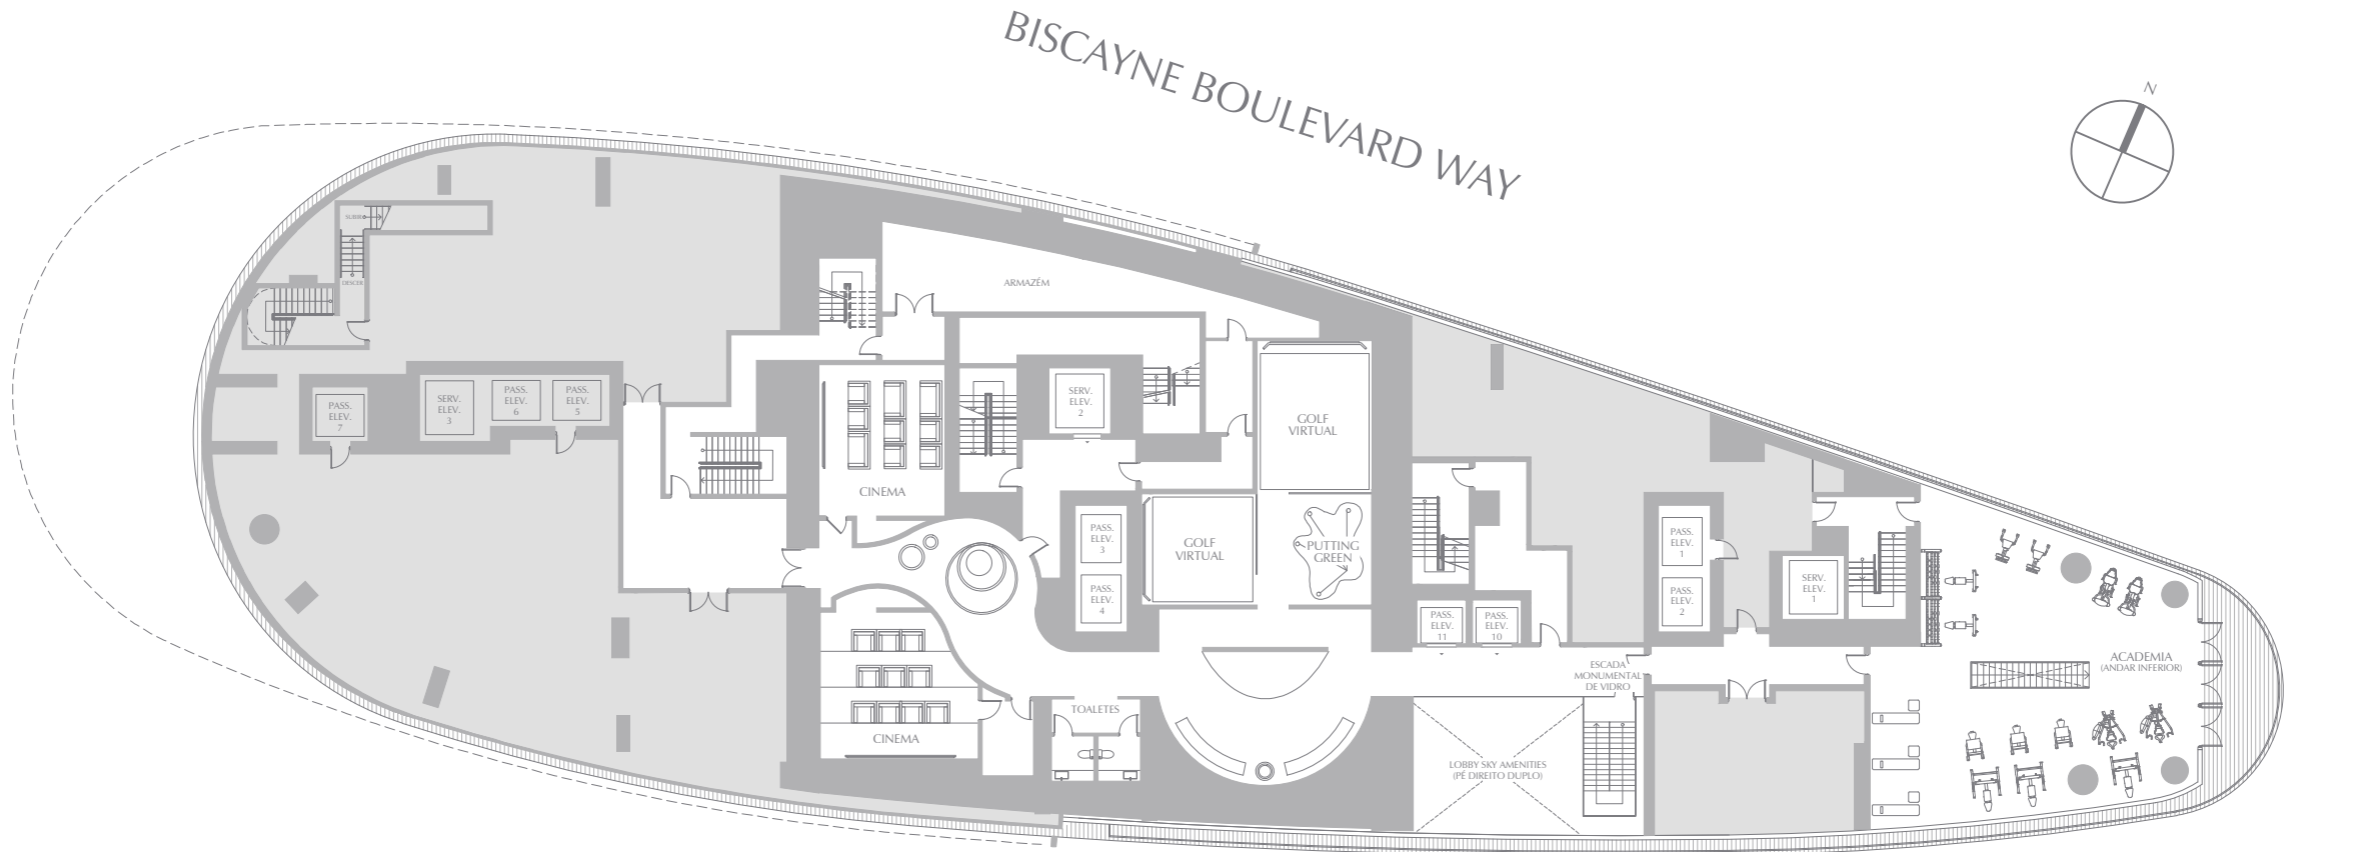 BISCAYNE BOULEVARD WAY
N
SUBIR
DESCER
ARMAZÉM
PASS.
ELEV.
7
SERV.
ELEV.
3
PASS.
ELEV.
6
PASS.
ELEV.
5
CINEMA
SERV.
ELEV.
2
GOLF
VIRTUAL
PASS.
ELEV.
3
PASS.
ELEV.
4
GOLF
VIRTUAL
PUTTING
GREEN
PASS.
ELEV.
11
PASS.
ELEV.
10
PASS.
ELEV.
1
PASS.
ELEV.
2
SERV.
ELEV.
1
ESCADA
MONUMENTAL
DE VIDRO
ACADEMIA
(ANDAR INFERIOR)
TOALETES
CINEMA
LOBBY SKY AMENITIES
(PÉ DIREITO DUPLO)